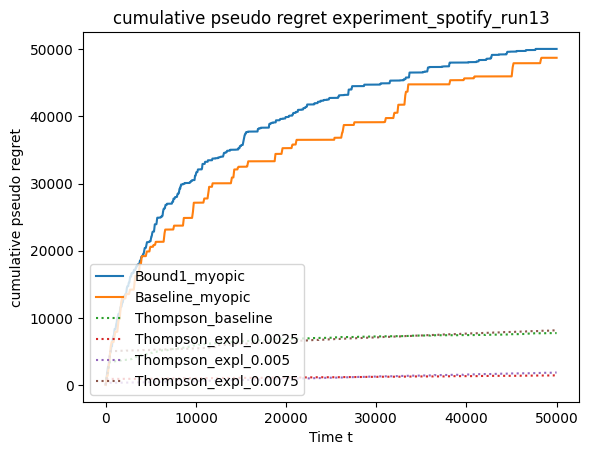 cumulative pseudo regret experiment_spotify_run13
cumulative pseudo regret
50000
40000
30000
20000
10000
0
Bound1_myopic
Baseline_myopic
Thompson_baseline
Thompson_expl_0.0025
Thompson_expl_0.005
Thompson_expl_0.0075
0 10000 20000 30000 40000 50000
Time t